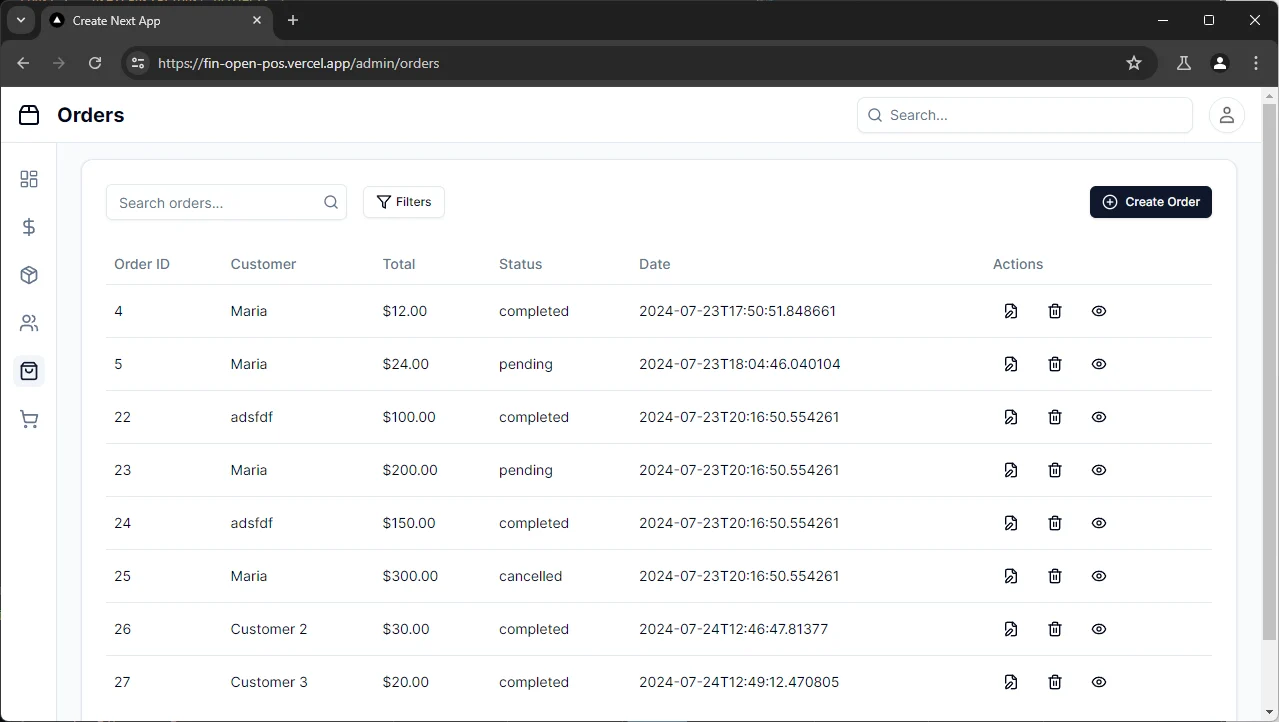 Create Next App
https://fin-open-pos.vercel.app/admin/orders
Orders
Search...
Search orders...
Filters
Create Order
Order ID Customer Total Status Date Actions
4 Maria $12.00 completed 2024-07-23T17:50:51.848661
5 Maria $24.00 pending 2024-07-23T18:04:46.040104
22 adsfdf $100.00 completed 2024-07-23T20:16:50.554261
23 Maria $200.00 pending 2024-07-23T20:16:50.554261
24 adsfdf $150.00 completed 2024-07-23T20:16:50.554261
25 Maria $300.00 cancelled 2024-07-23T20:16:50.554261
26 Customer 2 $30.00 completed 2024-07-24T12:46:47.81377
27 Customer 3 $20.00 completed 2024-07-24T12:49:12.470805